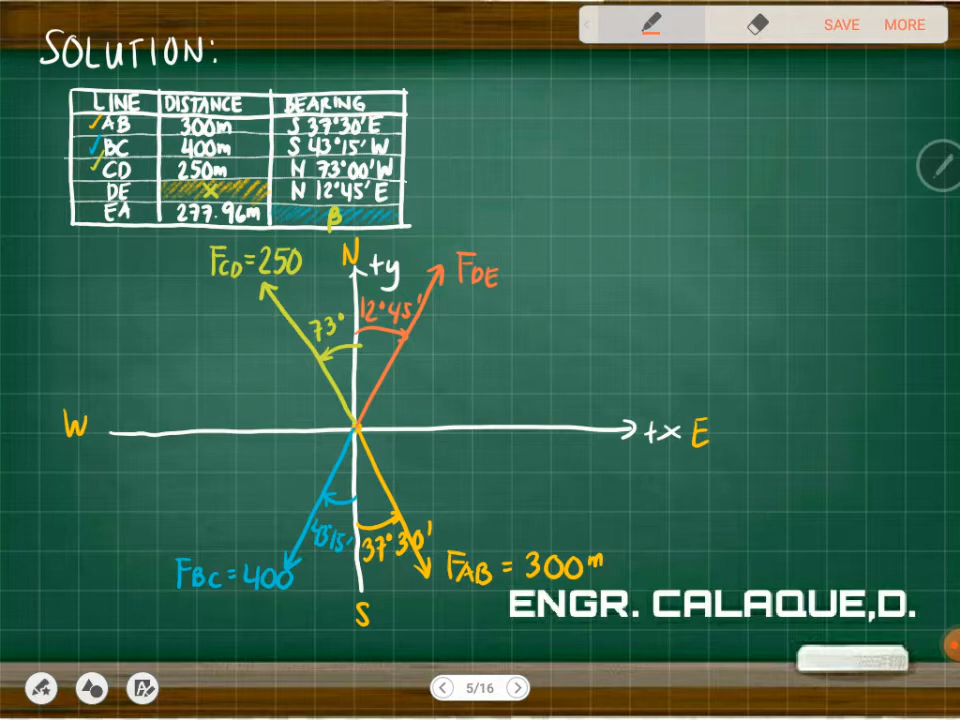 SAVE MORE
SOLUTION:
LINE DISTANCE BEARING
AB 300m S 37°30'E
BC 400m S 43°15'W
CD 250m N 73°00'W
DE x N 12°45'E
EA 277.96m β
FCD=250
N
+y
FDE
73°
12°45'
W
+x E
43°15'
37°30'
FBC=400
FAB = 300m
S
ENGR. CALAQUE,D.
5/16